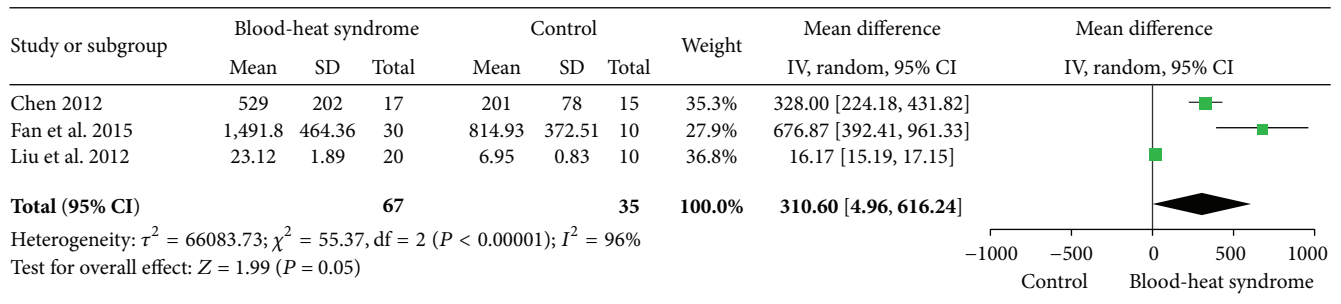 Study or subgroup Blood-heat syndrome Control Weight Mean difference Mean difference
Mean SD Total Mean SD Total IV, random, 95% CI IV, random, 95% CI
Chen 2012 529 202 17 201 78 15 35.3% 328.00 [224.18, 431.82]
Fan et al. 2015 1,491.8 464.36 30 814.93 372.51 10 27.9% 676.87 [392.41, 961.33]
Liu et al. 2012 23.12 1.89 20 6.95 0.83 10 36.8% 16.17 [15.19, 17.15]
Total (95% CI) 67 35 100.0% 310.60 [4.96, 616.24]
Heterogeneity: τ² = 66083.73; χ² = 55.37, df = 2 (P < 0.00001); I² = 96%
Test for overall effect: Z = 1.99 (P = 0.05)
−1000 −500 0 500 1000
Control Blood-heat syndrome